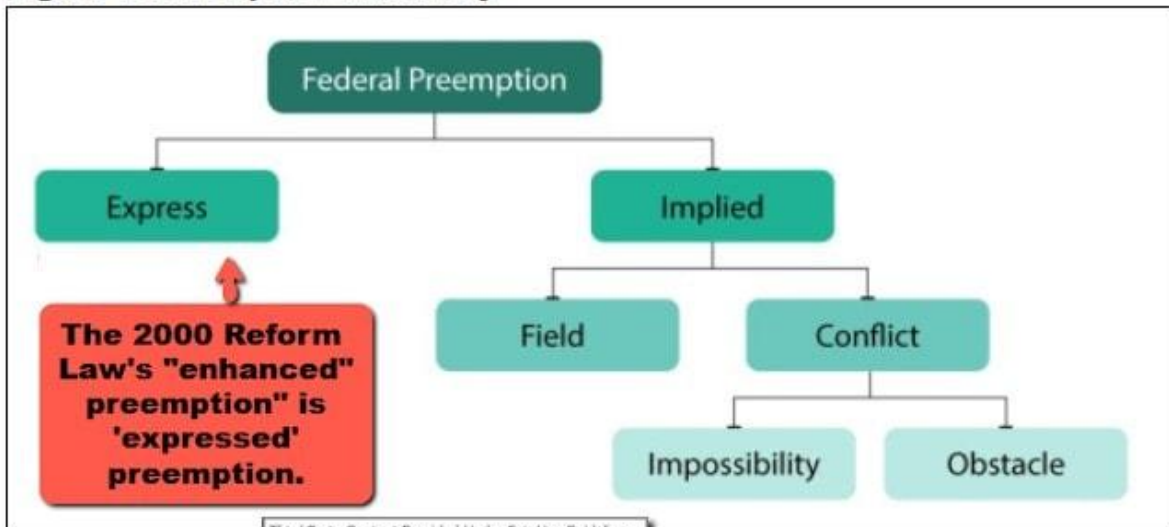 Federal Preemption
Express
Implied
Field
Conflict
The 2000 Reform
Law's "enhanced"
preemption" is
'expressed'
preemption.
Impossibility
Obstacle